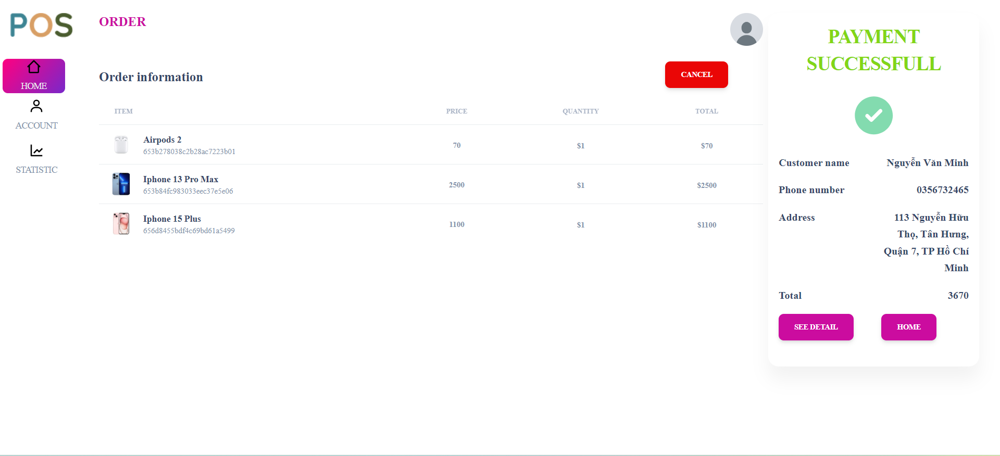 POS
HOME
ACCOUNT
STATISTIC
ORDER
Order information
CANCEL
ITEM PRICE QUANTITY TOTAL
Airpods 2
653b278038c2b28ac7223b01
70 $1 $70
Iphone 13 Pro Max
653b84fc983033eec37e5e06
2500 $1 $2500
Iphone 15 Plus
656d8455bdf4c69bd61a5499
1100 $1 $1100
PAYMENT
SUCCESSFULL
Customer name Nguyễn Văn Minh
Phone number 0356732465
Address 113 Nguyễn Hữu
Thọ, Tân Hưng,
Quận 7, TP Hồ Chí
Minh
Total 3670
SEE DETAIL HOME